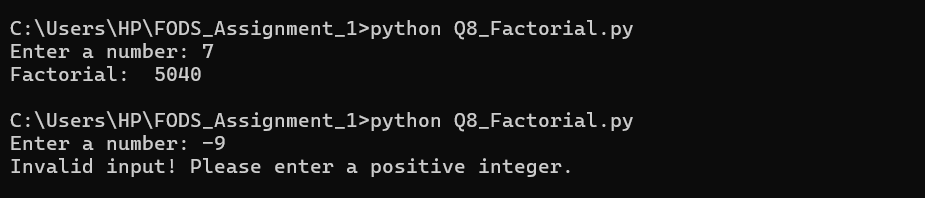 C:\Users\HP\FODS_Assignment_1>python Q8_Factorial.py
Enter a number: 7
Factorial:  5040
C:\Users\HP\FODS_Assignment_1>python Q8_Factorial.py
Enter a number: -9
Invalid input! Please enter a positive integer.